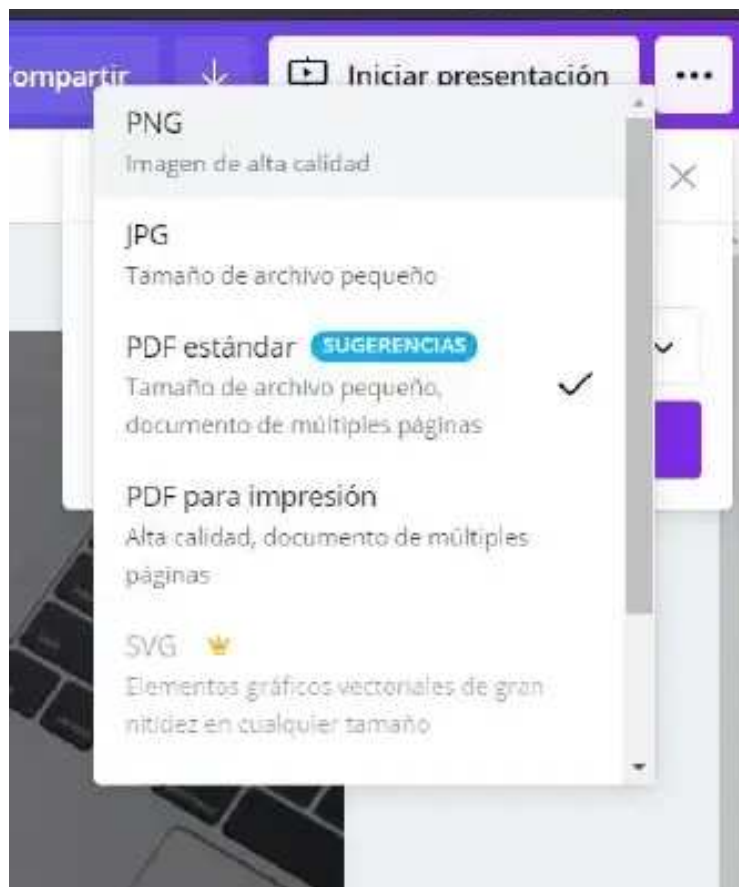 Compartir
Iniciar presentación
PNG
Imagen de alta calidad
JPG
Tamaño de archivo pequeño
PDF estándar SUGERENCIAS
Tamaño de archivo pequeño,
documento de múltiples páginas
PDF para impresión
Alta calidad, documento de múltiples
páginas
SVG
Elementos gráficos vectoriales de gran
nitidez en cualquier tamaño